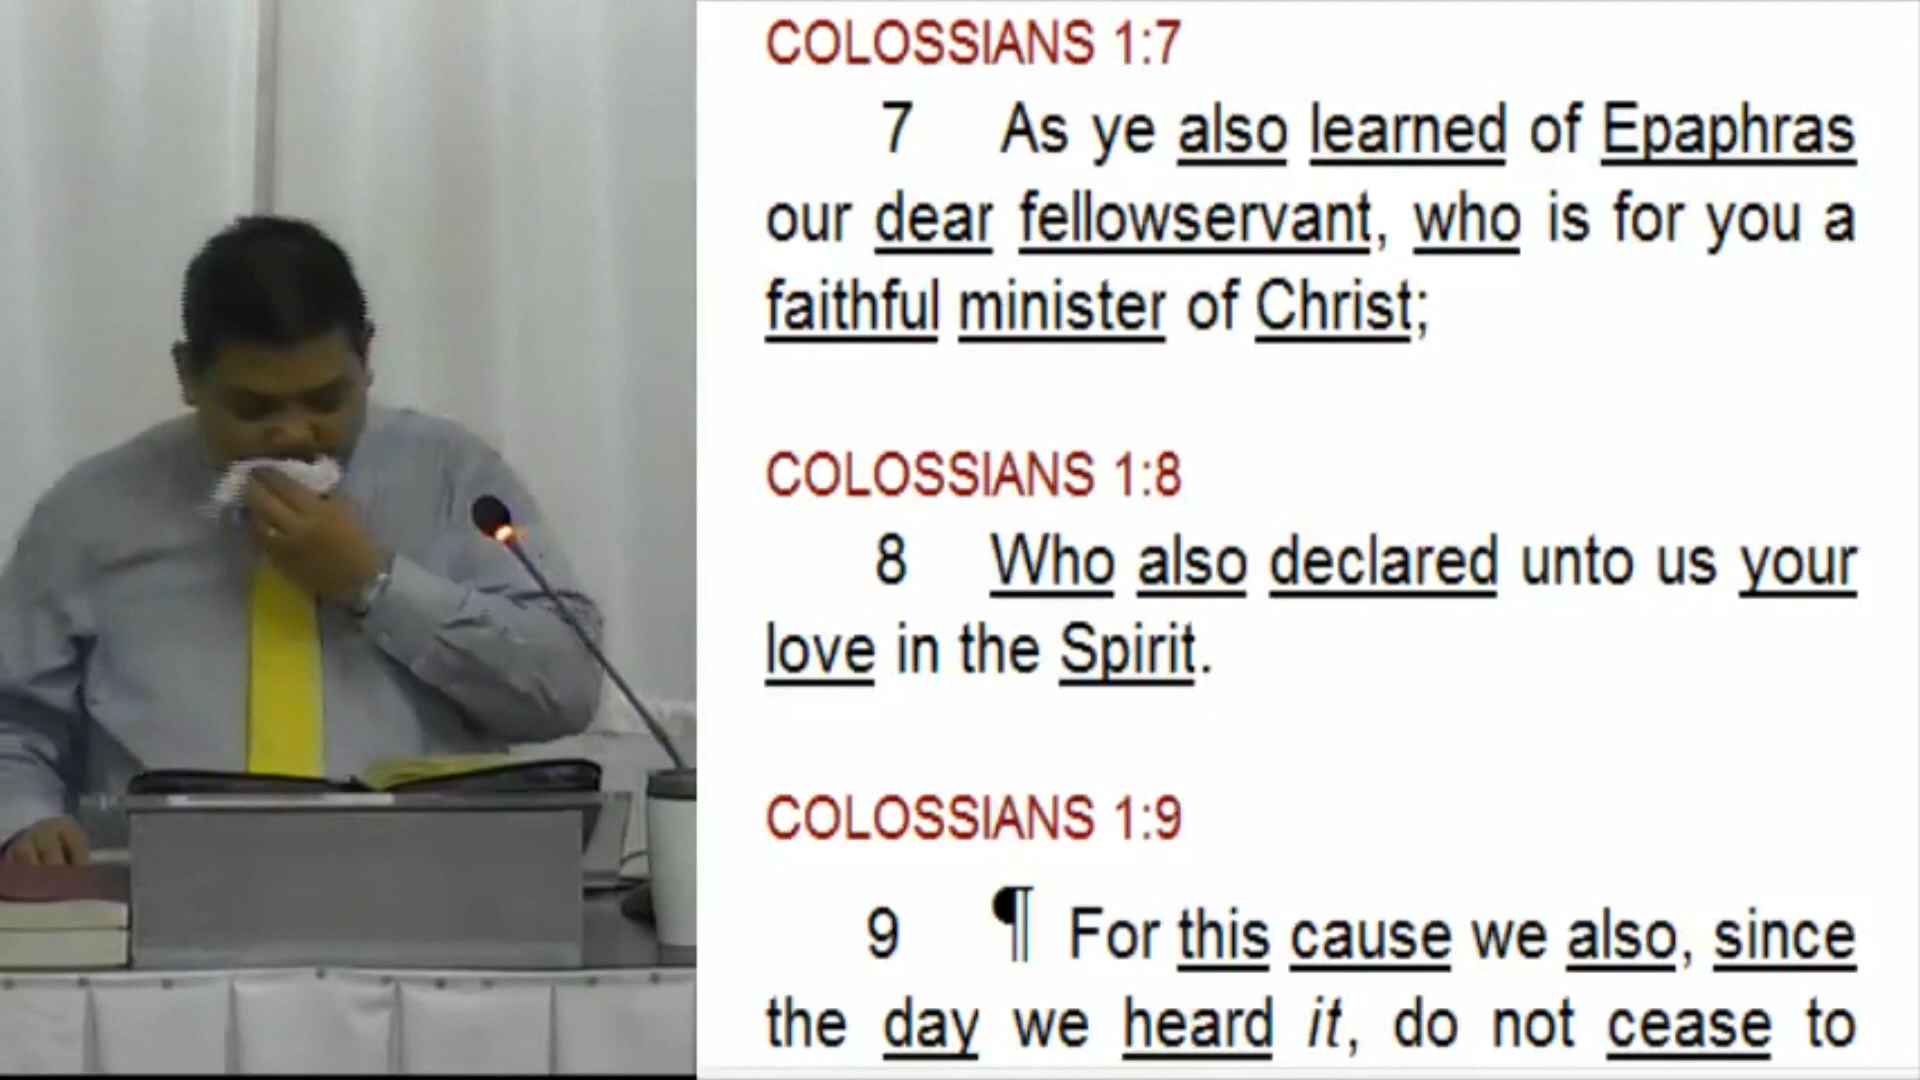 COLOSSIANS 1:7
7 As ye also learned of Epaphras
our dear fellowservant, who is for you a
faithful minister of Christ;
COLOSSIANS 1:8
8 Who also declared unto us your
love in the Spirit.
COLOSSIANS 1:9
9 ¶ For this cause we also, since
the day we heard it, do not cease to